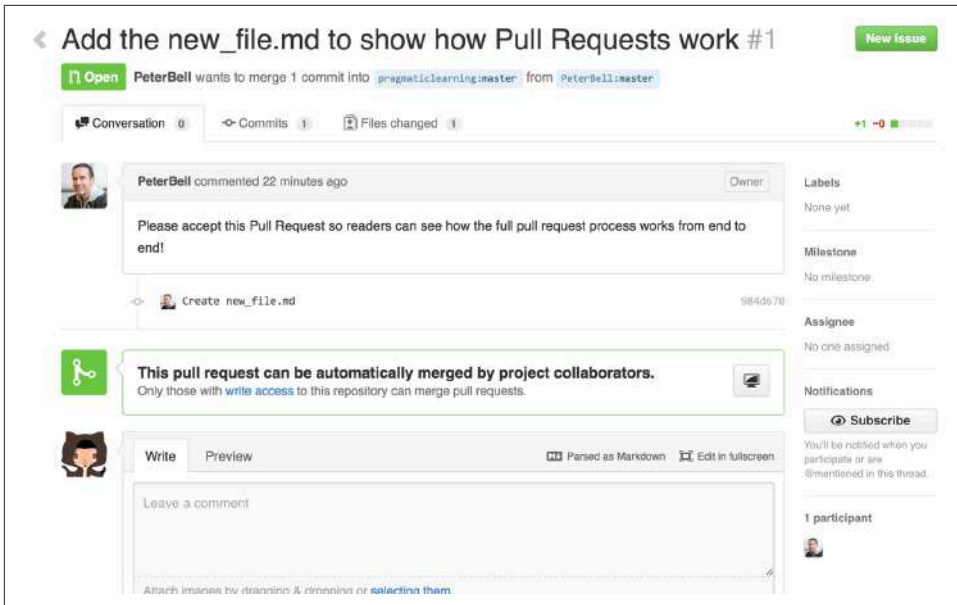 Add the new_file.md to show how Pull Requests work #1
New Issue
Open PeterBell wants to merge 1 commit into pragmaticlearning:master from PeterBell:master
Conversation 0 Commits 1 Files changed 1
+1 −0
PeterBell commented 22 minutes ago
Owner
Please accept this Pull Request so readers can see how the full pull request process works from end to
end!
Create new_file.md
984d670
This pull request can be automatically merged by project collaborators.
Only those with write access to this repository can merge pull requests.
Write Preview
Parsed as Markdown Edit in fullscreen
Leave a comment
Attach images by dragging & dropping or selecting them.
Labels
None yet
Milestone
No milestone
Assignee
No one assigned
Notifications
Subscribe
You'll be notified when you
participate or are
@mentioned in this thread.
1 participant